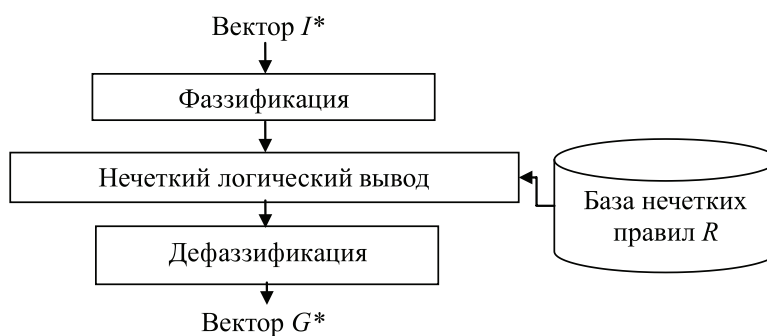 Вектор I*
Фаззификация
Нечеткий логический вывод
База нечетких
правил R
Дефаззификация
Вектор G*